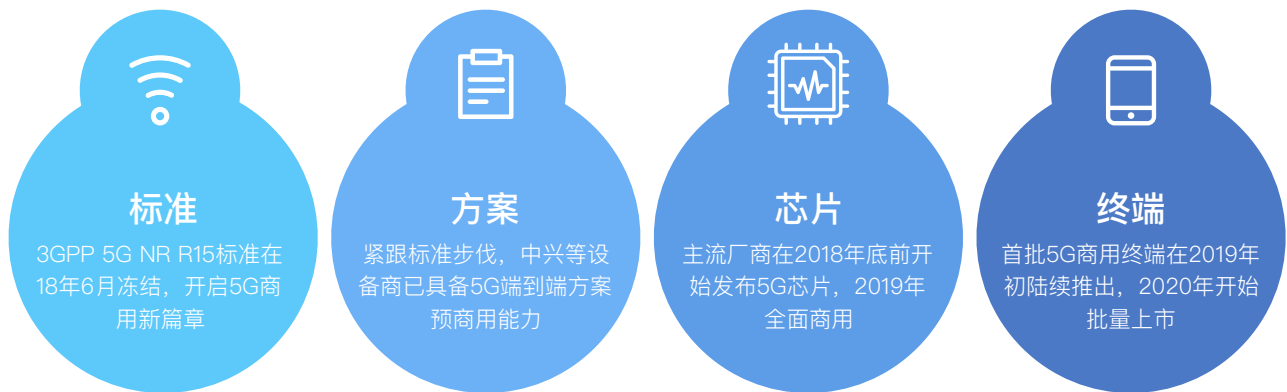 标准
3GPP 5G NR R15标准在
18年6月冻结，开启5G商
用新篇章
方案
紧跟标准步伐，中兴等设
备商已具备5G端到端方案
预商用能力
芯片
主流厂商在2018年底前开
始发布5G芯片，2019年
全面商用
终端
首批5G商用终端在2019年
初陆续推出，2020年开始
批量上市